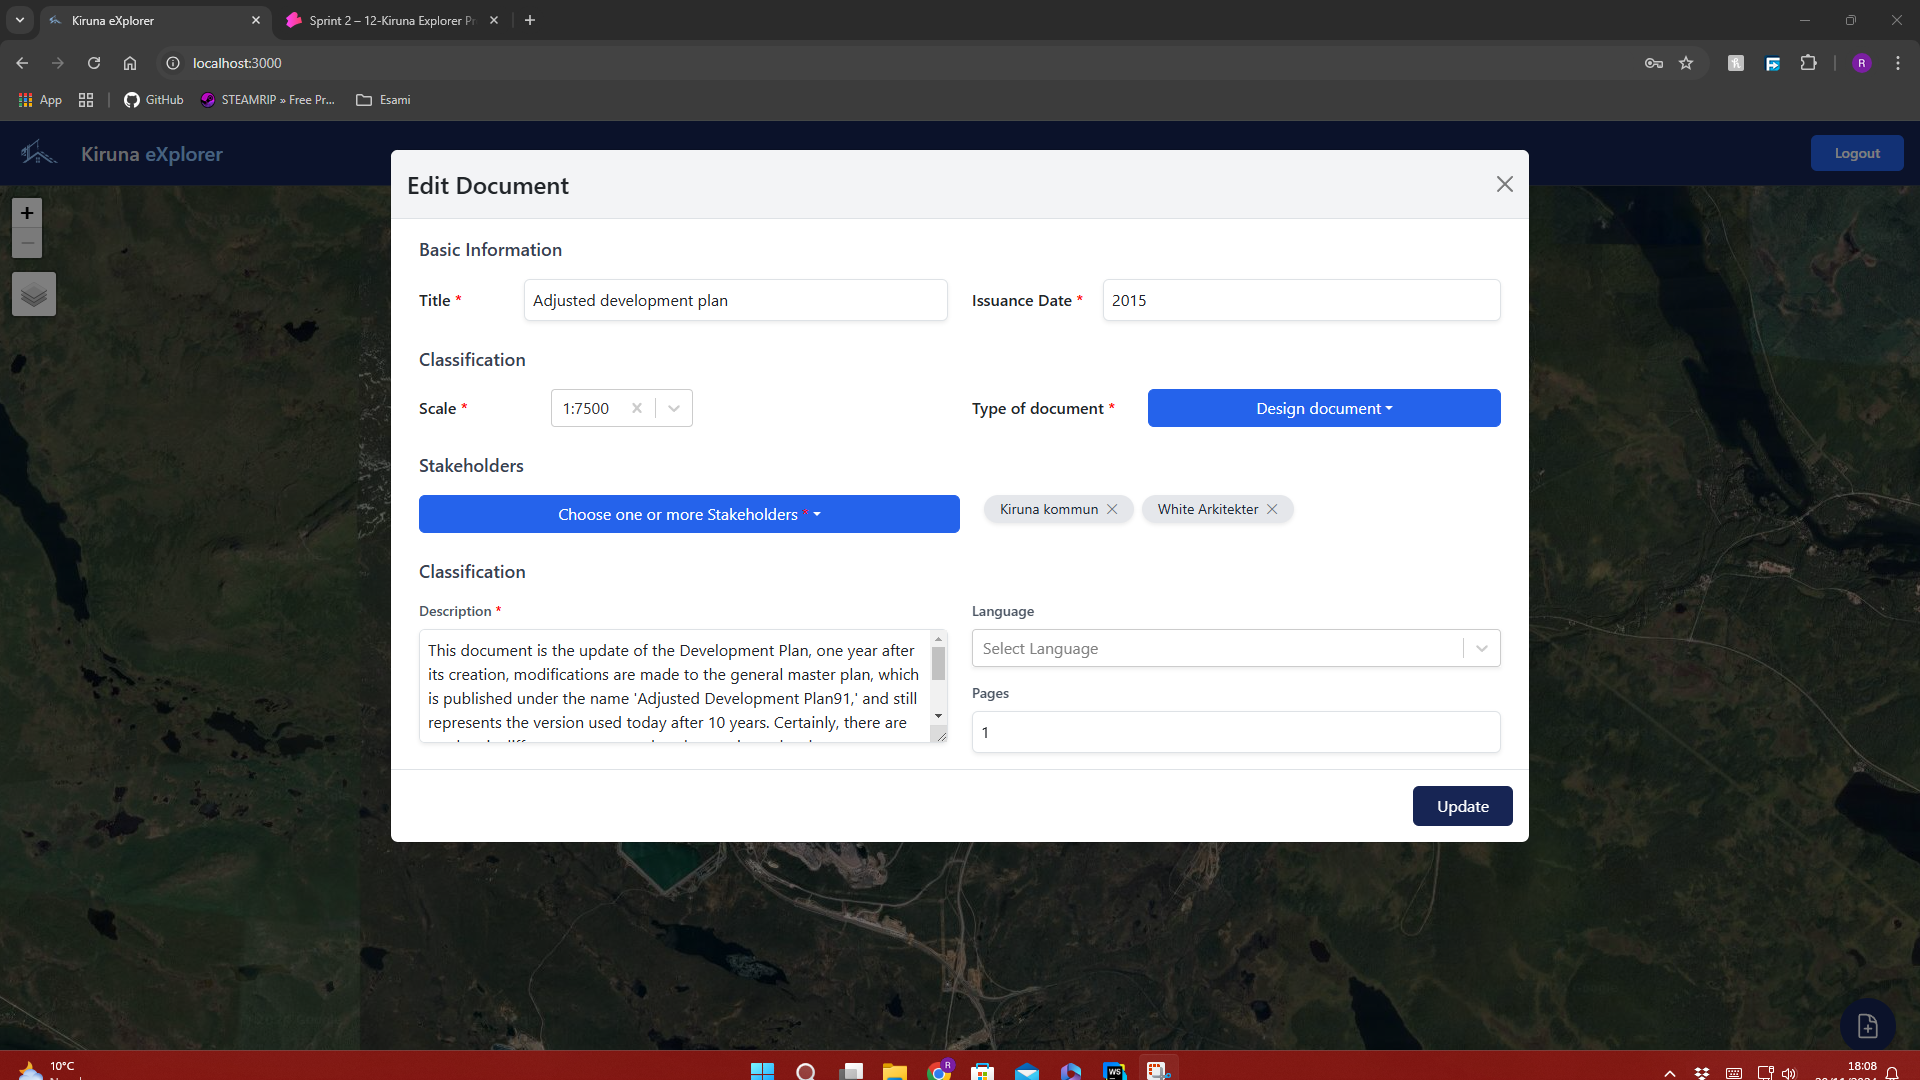 Kiruna eXplorer
Sprint 2 – 12-Kiruna Explorer Pr
localhost:3000
R
App
GitHub
STEAMRIP » Free Pr...
Esami
Kiruna eXplorer
Logout
+
−
Edit Document
Basic Information
Title *
Adjusted development plan
Issuance Date *
2015
Classification
Scale *
1:7500
Type of document *
Design document
Stakeholders
Choose one or more Stakeholders *
Kiruna kommun
White Arkitekter
Classification
Description *
Language
This document is the update of the Development Plan, one year after
its creation, modifications are made to the general master plan, which
is published under the name 'Adjusted Development Plan91,' and still
represents the version used today after 10 years. Certainly, there are
Select Language
Pages
1
Update
10°C
R
WS
18:08